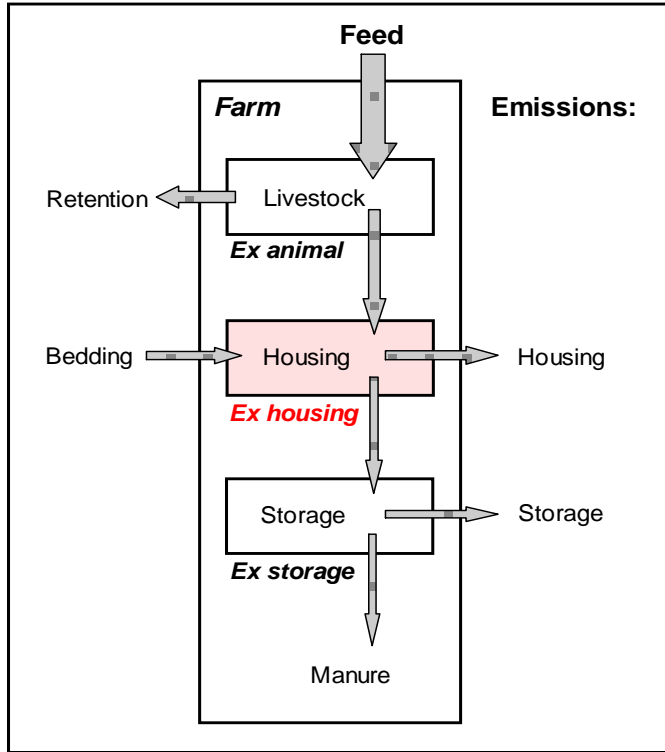 Feed
Farm
Emissions:
Retention
Livestock
Ex animal
Bedding
Housing
Housing
Ex housing
Storage
Storage
Ex storage
Manure